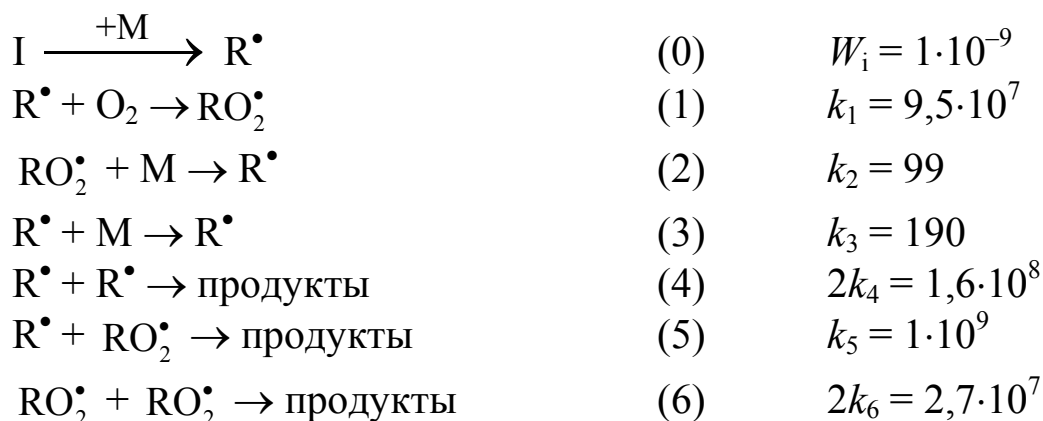 I —+M→ R• (0) Wᵢ = 1·10⁻⁹
R• + O₂ → RO₂• (1) k₁ = 9,5·10⁷
RO₂• + M → R• (2) k₂ = 99
R• + M → R• (3) k₃ = 190
R• + R• → продукты (4) 2k₄ = 1,6·10⁸
R• + RO₂• → продукты (5) k₅ = 1·10⁹
RO₂• + RO₂• → продукты (6) 2k₆ = 2,7·10⁷